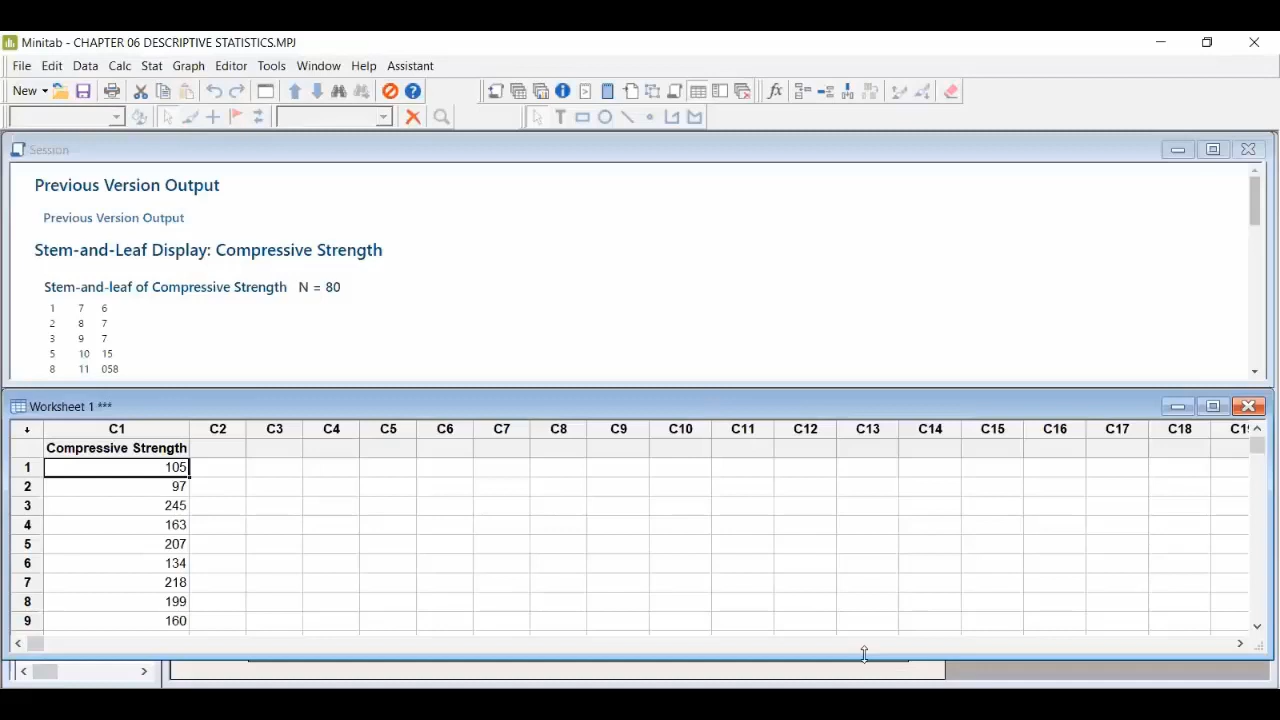 Minitab - CHAPTER 06 DESCRIPTIVE STATISTICS.MPJ
File Edit Data Calc Stat Graph Editor Tools Window Help Assistant
New
Session
Previous Version Output
Previous Version Output
Stem-and-Leaf Display: Compressive Strength
Stem-and-leaf of Compressive Strength N = 80
1 7 6
2 8 7
3 9 7
5 10 15
8 11 058
Worksheet 1 ***
C1 C2 C3 C4 C5 C6 C7 C8 C9 C10 C11 C12 C13 C14 C15 C16 C17 C18
Compressive Strength
1 105
2 97
3 245
4 163
5 207
6 134
7 218
8 199
9 160